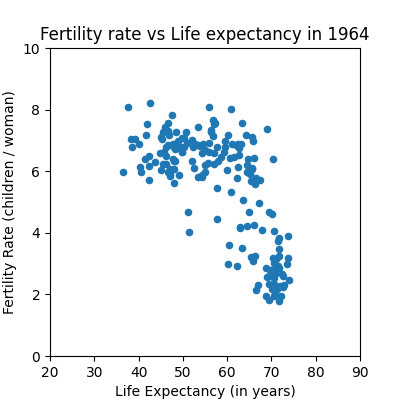 Fertility rate vs Life expectancy in 1964
10
8
6
4
2
0
Fertility Rate (children / woman)
20 30 40 50 60 70 80 90
Life Expectancy (in years)